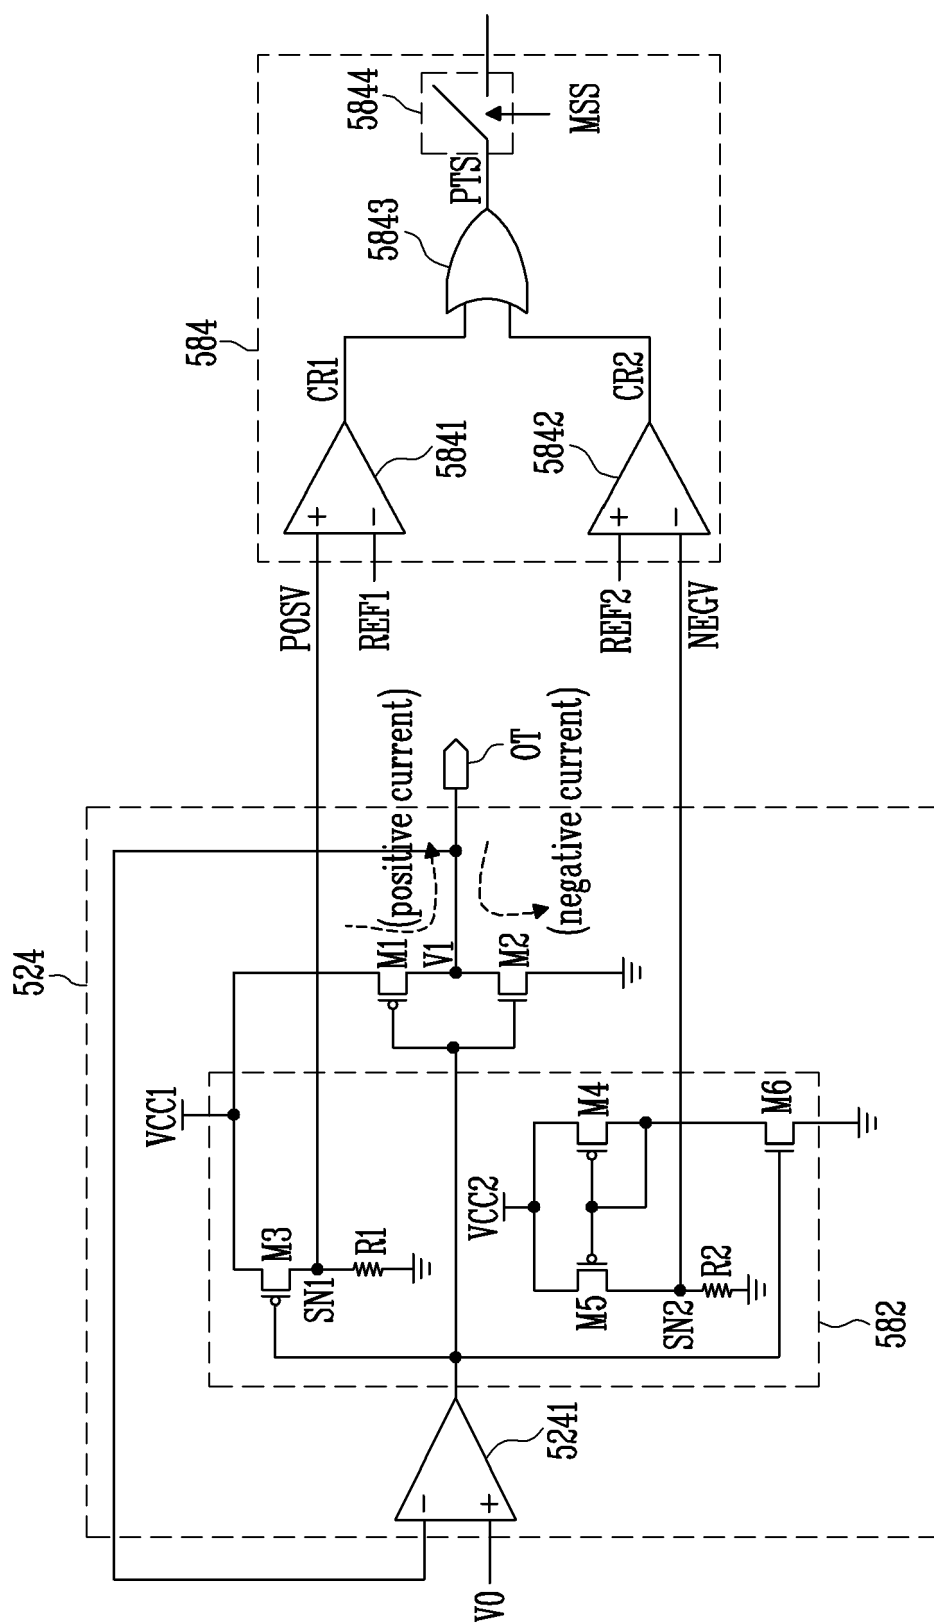 584
5844
MSS
PTS
5843
CR1
CR2
5841
5842
+
−
+
−
POSV
REF1
REF2
NEGV
(positive current)
OT
(negative current)
524
M1
V1
M2
VCC1
M3
SN1
R1
VCC2
M4
M5
SN2
R2
M6
582
5241
−
+
V0